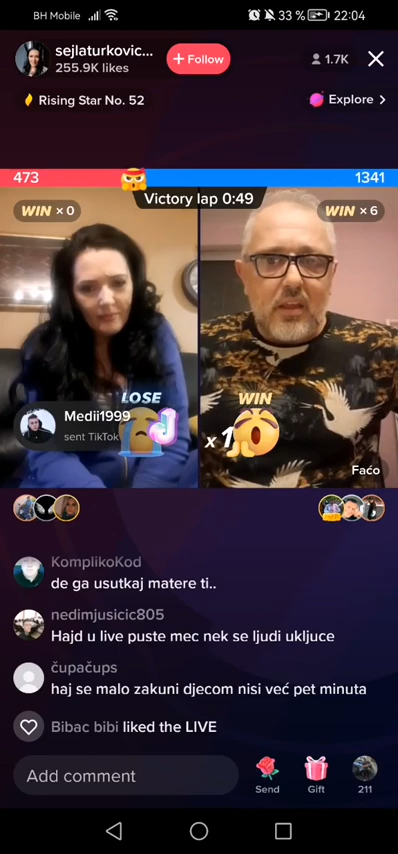 BH Mobile 33 % 22:04
sejlaturkovic...
255.9K likes
+ Follow
1.7K
Rising Star No. 52
Explore >
473
1341
Victory lap 0:49
WIN x 0
WIN x 6
LOSE
WIN
Medii1999
sent TikTok
x 1
Faćo
KomplikoKod
de ga usutkaj matere ti..
nedimjusicic805
Hajd u live puste mec nek se ljudi ukljuce
čupačups
haj se malo zakuni djecom nisi već pet minuta
Bibac bibi liked the LIVE
Add comment
Send
Gift
211